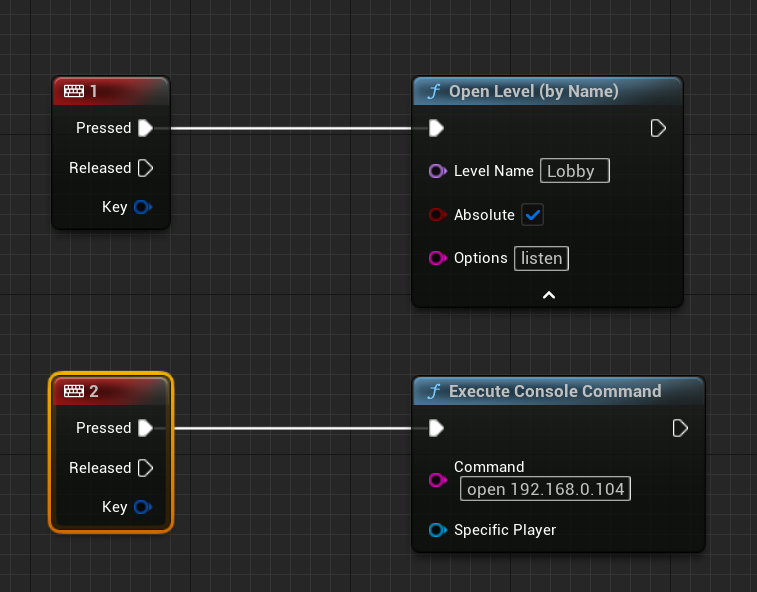 1
Pressed
Released
Key
Open Level (by Name)
Level Name Lobby
Absolute
Options listen
2
Pressed
Released
Key
Execute Console Command
Command
open 192.168.0.104
Specific Player